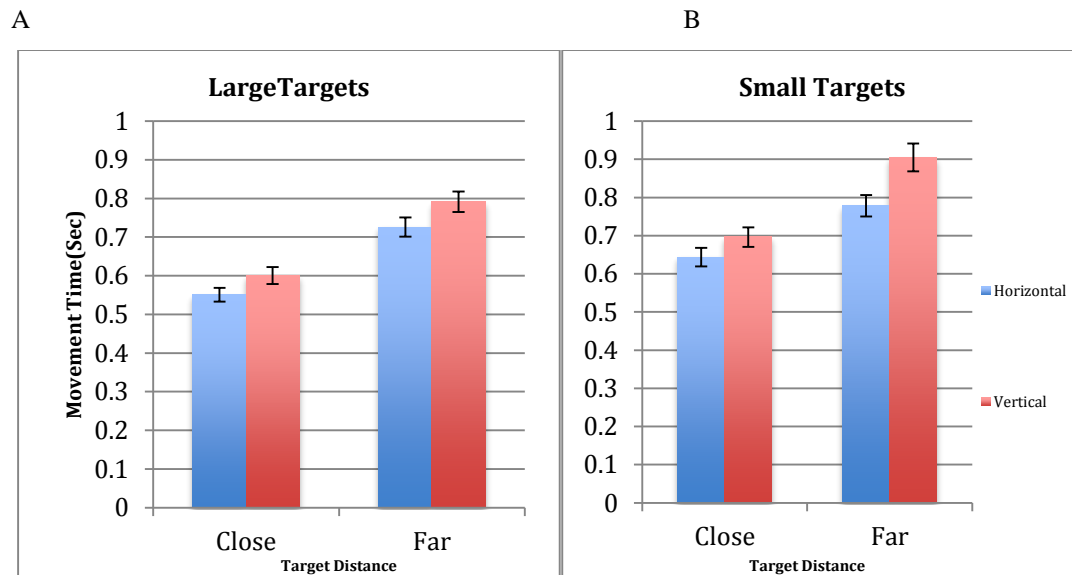 A
B
LargeTargets
Movement Time(Sec)
1
0.9
0.8
0.7
0.6
0.5
0.4
0.3
0.2
0.1
0
Close Far
Target Distance
Small Targets
1
0.9
0.8
0.7
0.6
0.5
0.4
0.3
0.2
0.1
0
Close Far
Target Distance
Horizontal
Vertical